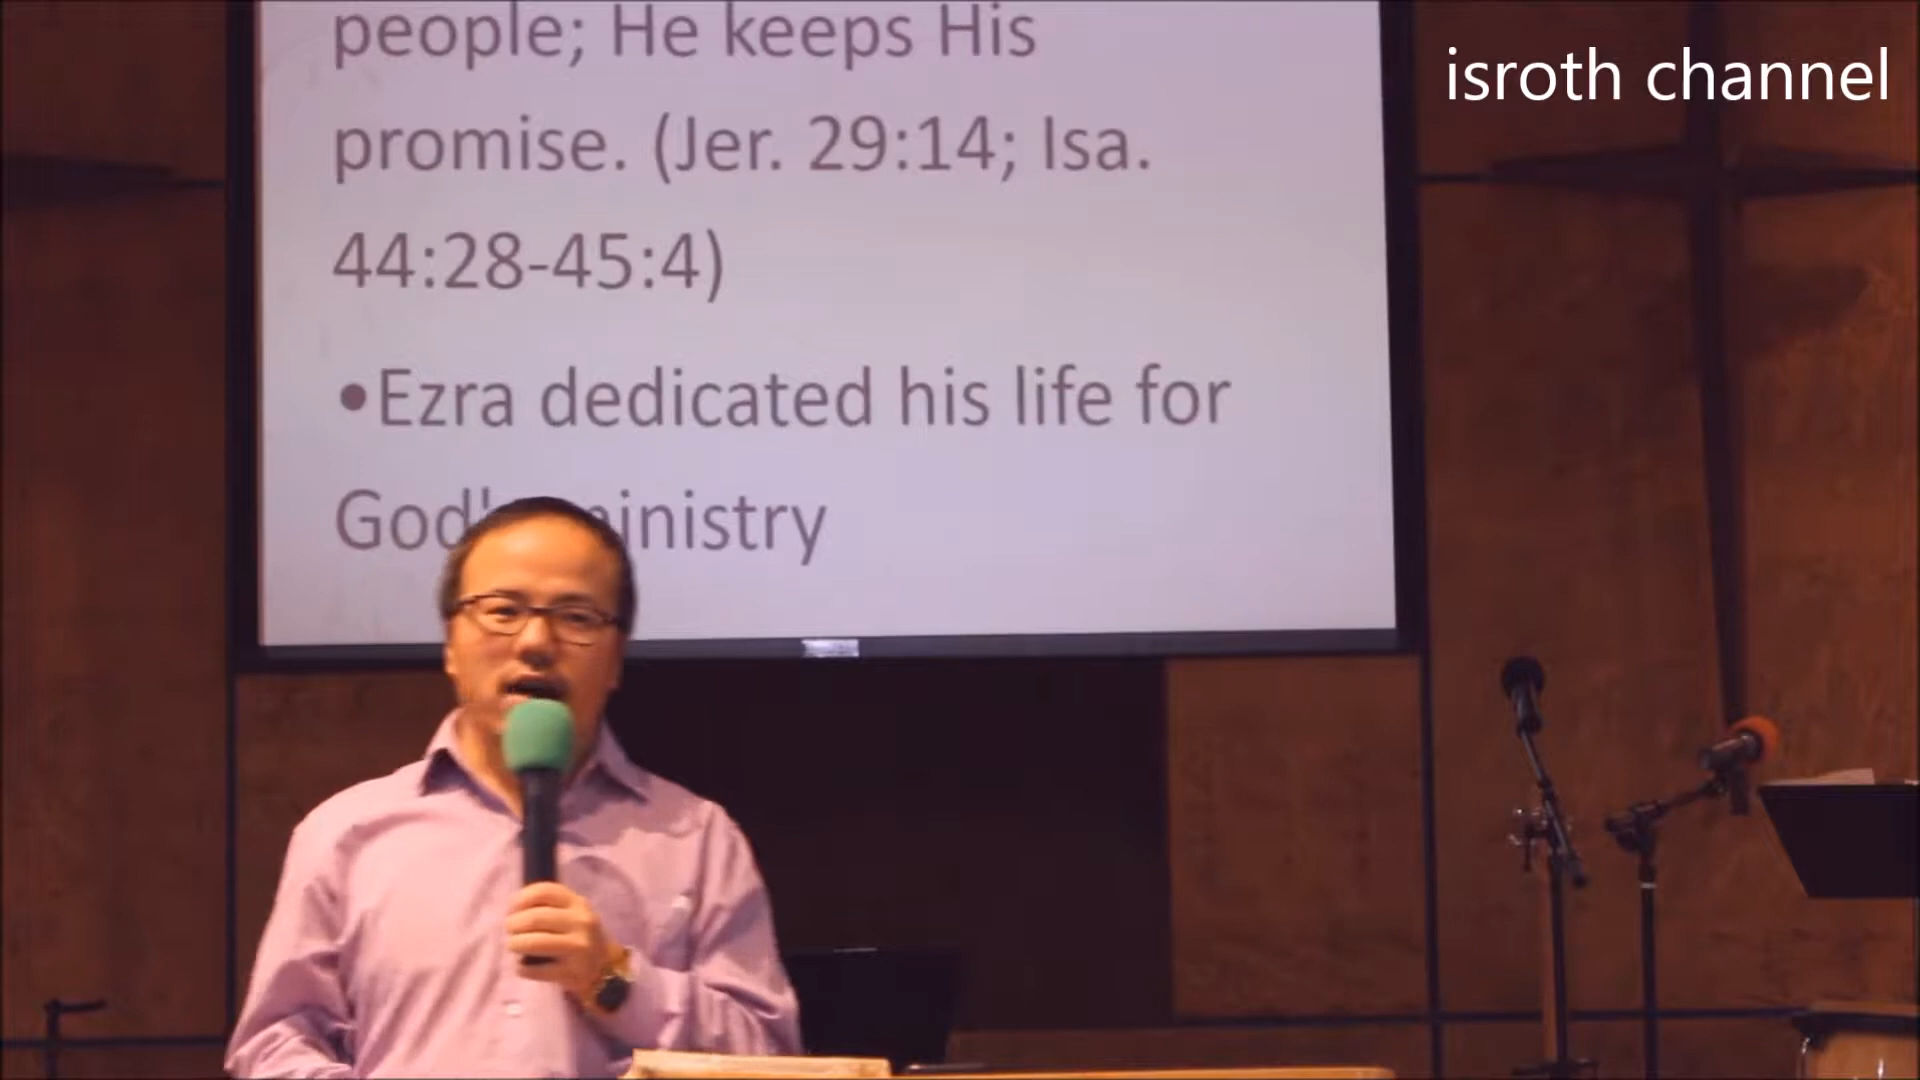 isroth channel
people; He keeps His
promise. (Jer. 29:14; Isa.
44:28-45:4)
•Ezra dedicated his life for